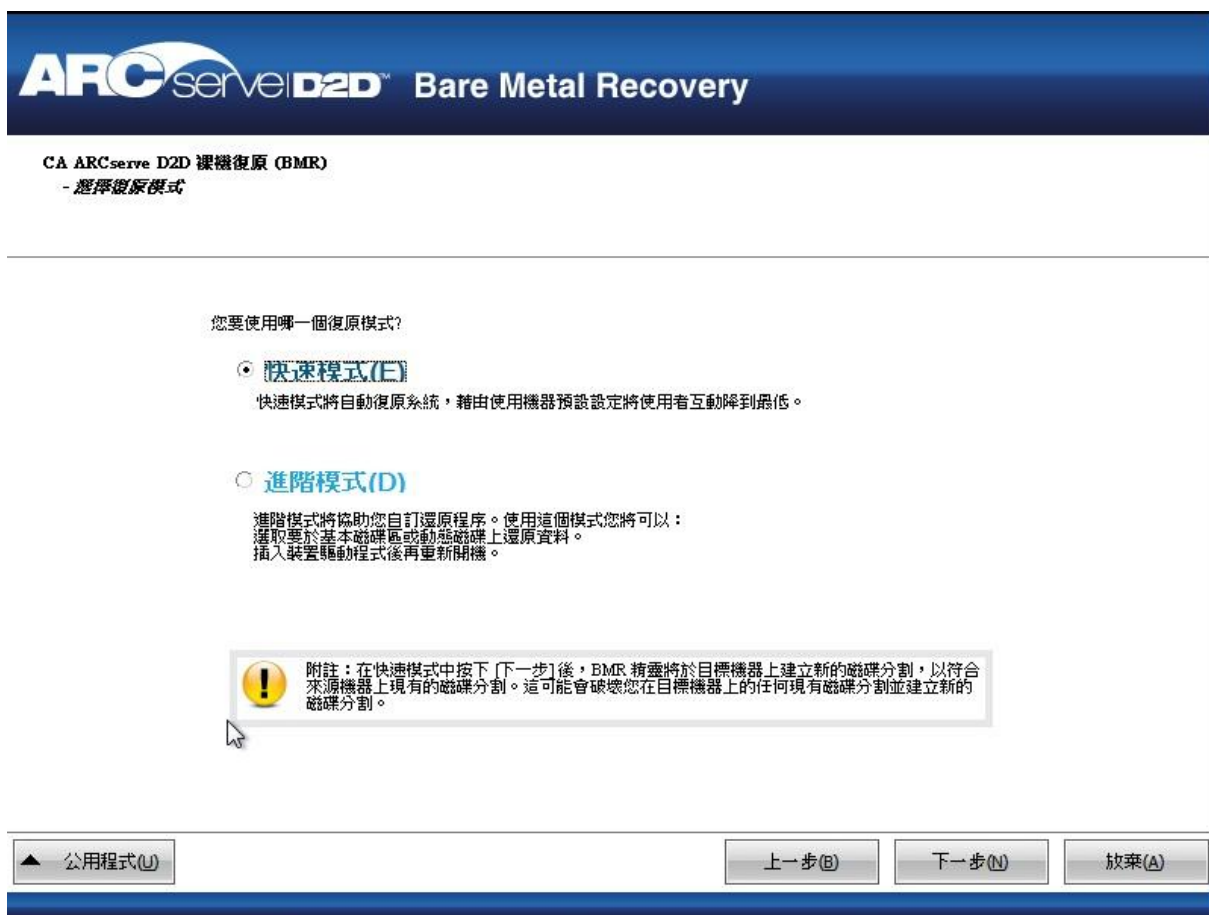 ARCserve D2D™ Bare Metal Recovery
CA ARCserve D2D 裸機復原 (BMR)
- 選擇復原模式
您要使用哪一個復原模式?
快速模式(E)
快速模式將自動復原系統，藉由使用機器預設設定將使用者互動降到最低。
進階模式(D)
進階模式將協助您自訂還原程序。使用這個模式您將可以：
選取要於基本磁碟區或動態磁碟上還原資料。
插入裝置驅動程式後再重新開機。
附註：在快速模式中按下 [下一步] 後，BMR 精靈將於目標機器上建立新的磁碟分割，以符合
來源機器上現有的磁碟分割。這可能會破壞您在目標機器上的任何現有磁碟分割並建立新的
磁碟分割。
公用程式(U)
上一步(B)
下一步(N)
放棄(A)